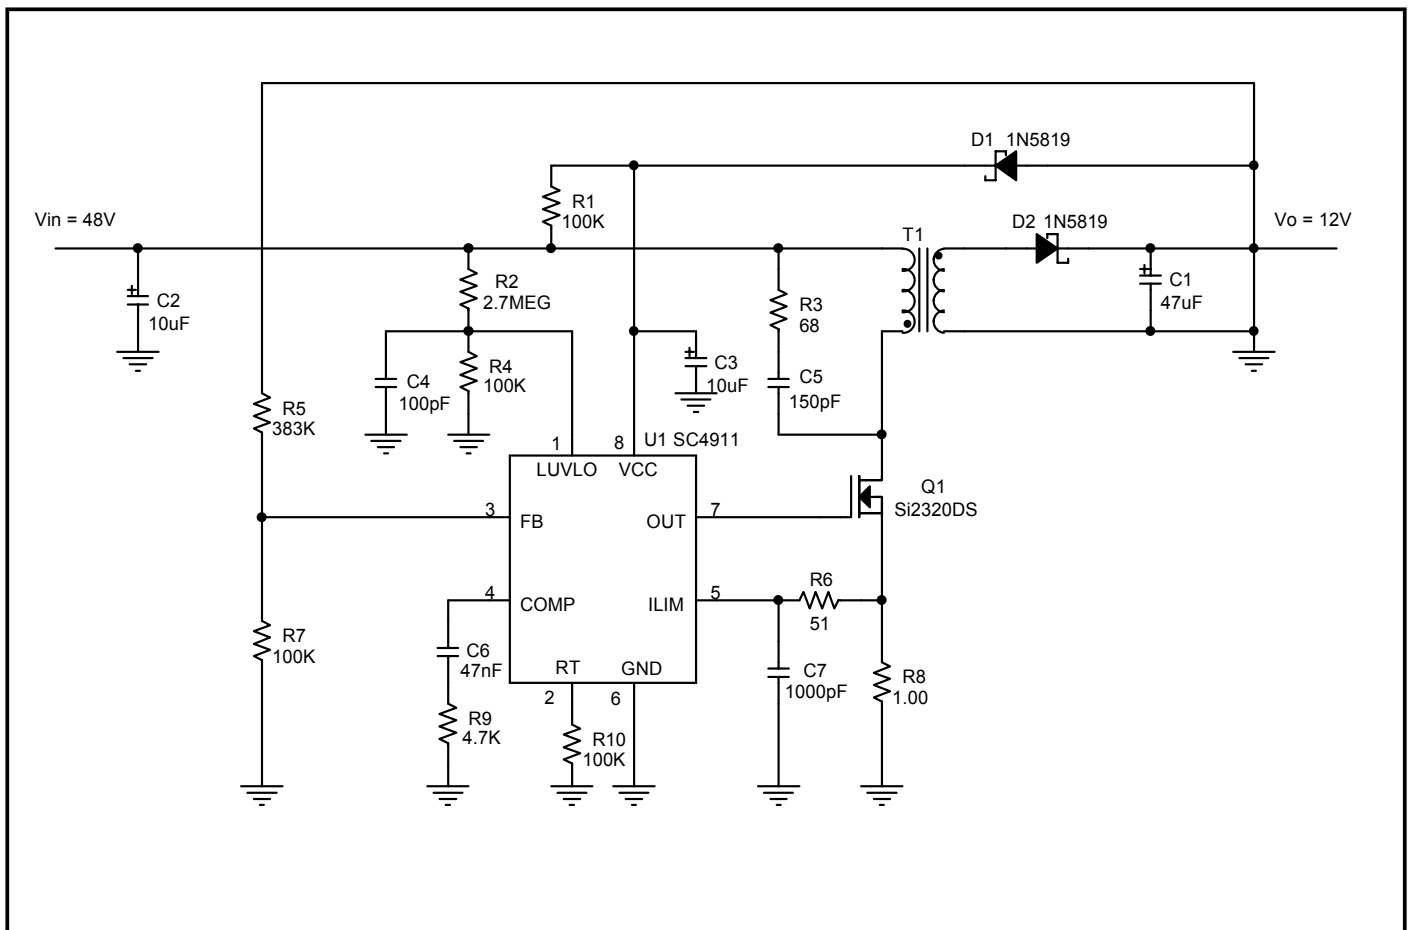 D1 1N5819
R1
100K
Vin = 48V
D2 1N5819
Vo = 12V
T1
C2
10uF
R2
2.7MEG
R3
68
C1
47uF
R4
100K
C3
10uF
C4
100pF
C5
150pF
R5
383K
1
8
U1 SC4911
LUVLO
VCC
Q1
Si2320DS
3
FB
OUT
7
4
COMP
ILIM
5
R6
51
R7
100K
C6
47nF
RT
GND
C7
1000pF
R8
1.00
2
6
R9
4.7K
R10
100K